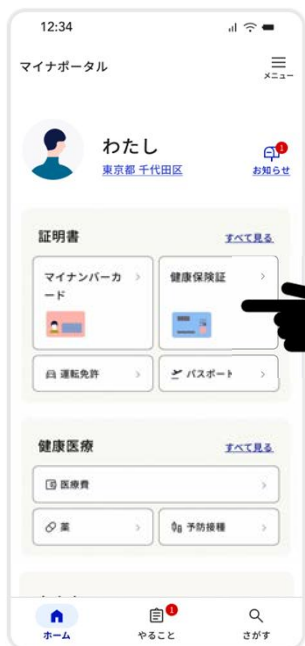 12:34
マイナポータル
メニュー
わたし
東京都 千代田区
1
お知らせ
証明書
すべて見る
マイナンバーカ
ード
健康保険証
運転免許
パスポート
健康医療
すべて見る
医療費
薬
予防接種
1
ホーム
やること
さがす